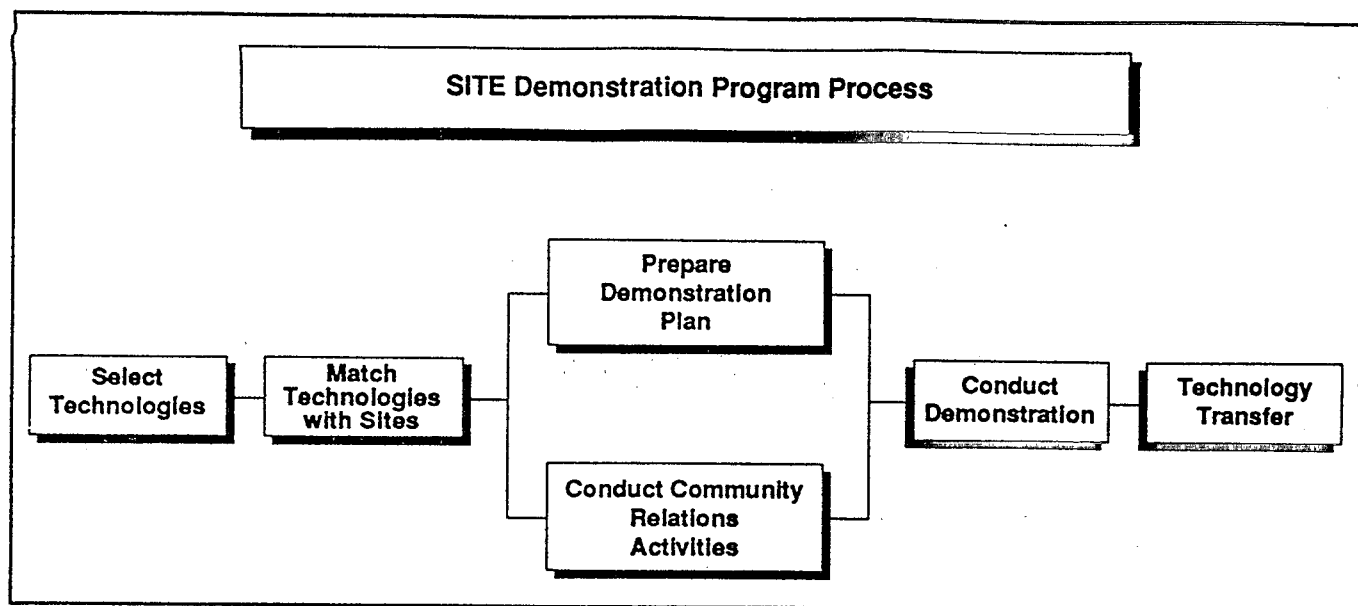 SITE Demonstration Program Process
Select
Technologies
Match
Technologies
with Sites
Prepare
Demonstration
Plan
Conduct Community
Relations
Activities
Conduct
Demonstration
Technology
Transfer